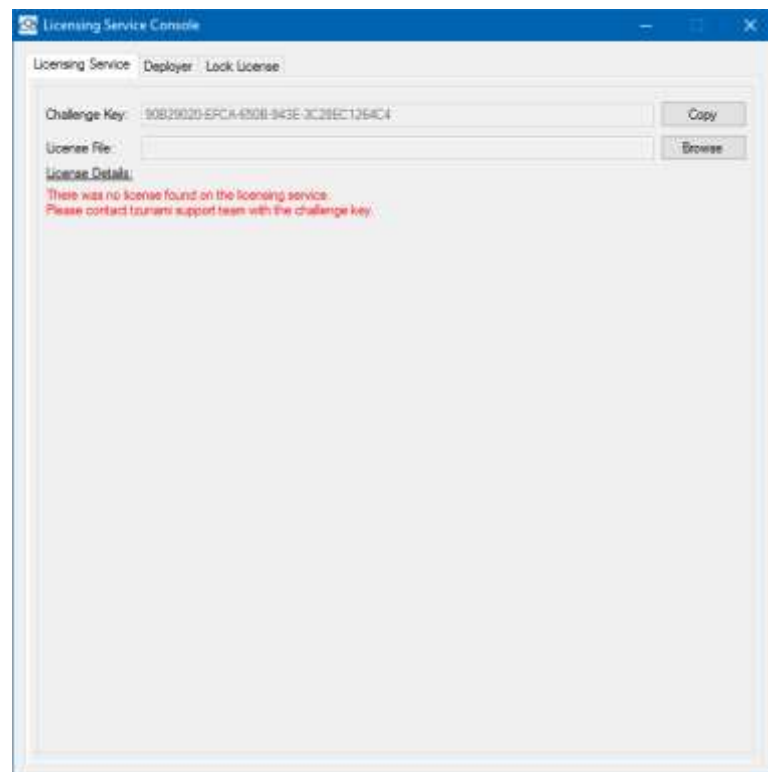 Licensing Service Console
Licensing Service Deployer Lock License
Challenge Key: Copy
License File: Browse
License Details:
There was no license found on the licensing service.
Please contact tsunami support team with the challenge key.